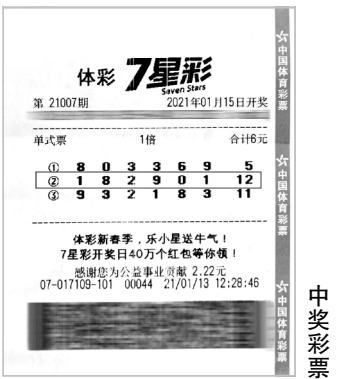 体彩 7星彩
Seven Stars
第 21007期 2021年01月15日开奖
单式票 1倍 合计6元
① 8 0 3 3 6 9 5
② 1 8 2 9 0 1 12
③ 9 3 2 1 8 3 11
体彩新春季，乐小星送牛气！
7星彩开奖日40万个红包等你领！
感谢您为公益事业贡献 2.22元
07-017109-101 00044 21/01/13 12:28:46
☆中国体育彩票
☆中国体育彩票
☆中国体育彩票
中奖彩票